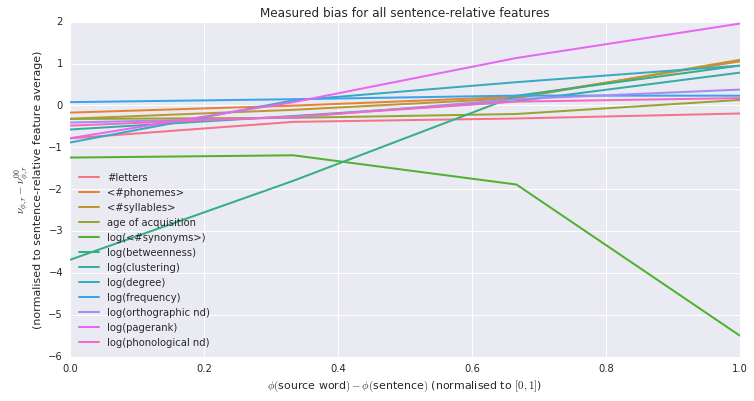 Measured bias for all sentence-relative features
2
1
0
−1
−2
−3
−4
−5
−6
ν_{ϕ,r} − ν_{ϕ,r}^{00}
(normalised to sentence-relative feature average)
#letters
<#phonemes>
<#syllables>
age of acquisition
log(<#synonyms>)
log(betweenness)
log(clustering)
log(degree)
log(frequency)
log(orthographic nd)
log(pagerank)
log(phonological nd)
0.0 0.2 0.4 0.6 0.8 1.0
ϕ(source word) − ϕ(sentence) (normalised to [0, 1])